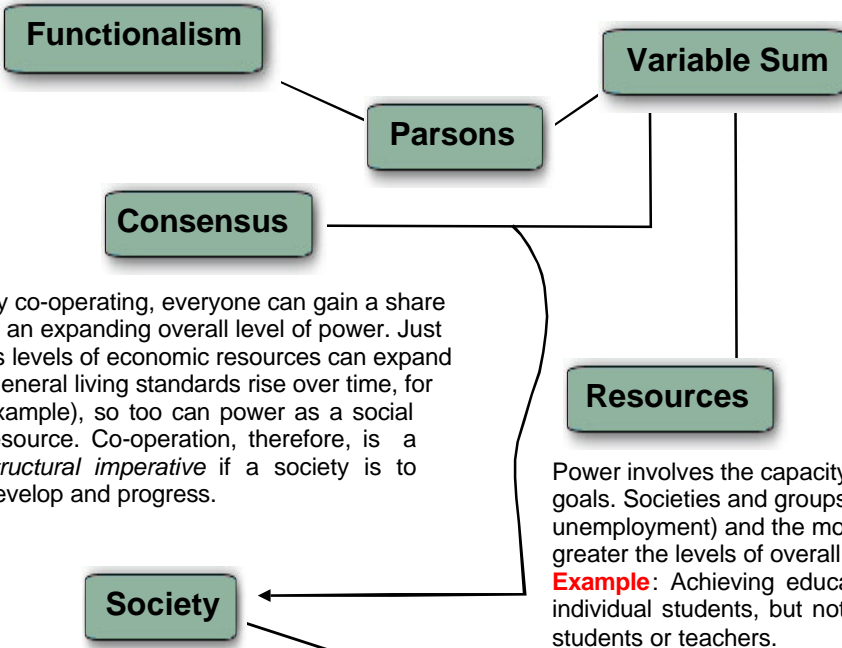 Functionalism
Variable Sum
Parsons
Consensus
y co-operating, everyone can gain a share
an expanding overall level of power. Just
s levels of economic resources can expand
eneral living standards rise over time, for
xample), so too can power as a social
esource. Co-operation, therefore, is a
ructural imperative if a society is to
evelop and progress.
Resources
Power involves the capacity
goals. Societies and groups
unemployment) and the mo
greater the levels of overall
Example: Achieving educa
individual students, but not
students or teachers.
Society